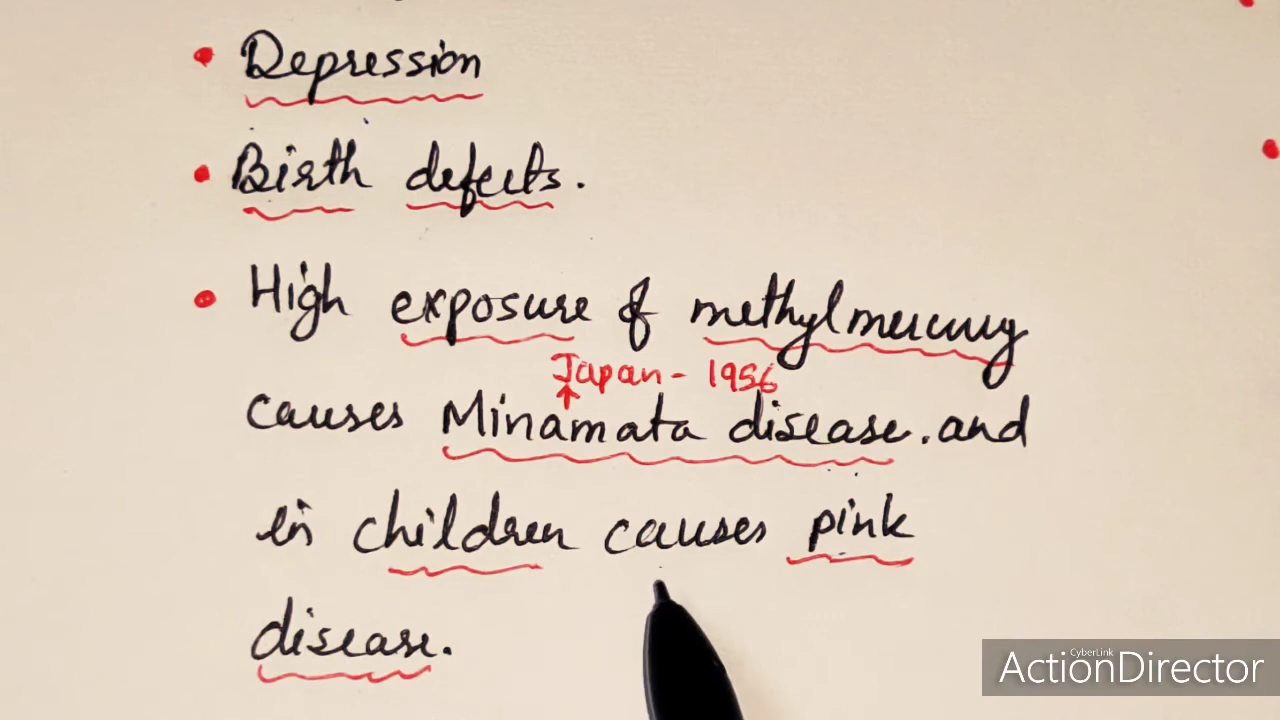 • Depression
• Birth defects.
• High exposure of methylmercury
Japan - 1956
causes Minamata disease. and
in children causes pink
disease.
CyberLink
ActionDirector